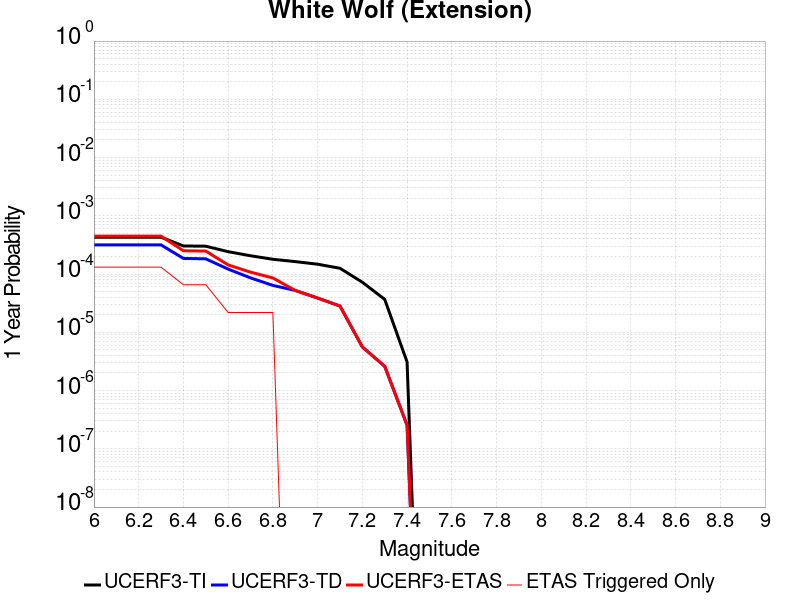 White Wolf (Extension)
10^0
10^-1
10^-2
10^-3
10^-4
10^-5
10^-6
10^-7
10^-8
1 Year Probability
6 6.2 6.4 6.6 6.8 7 7.2 7.4 7.6 7.8 8 8.2 8.4 8.6 8.8 9
Magnitude
UCERF3-TI UCERF3-TD UCERF3-ETAS ETAS Triggered Only